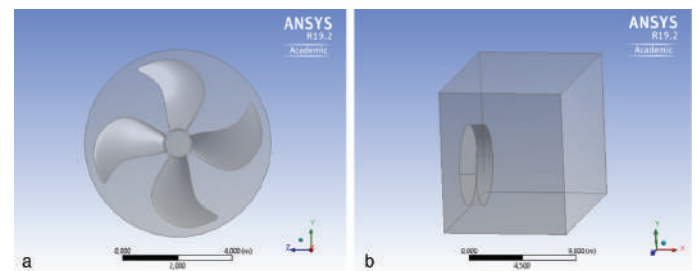 ANSYS
R19.2
Academic
Y
Z
0.000
4.000 (m)
2.000
a
ANSYS
R19.2
Academic
Y
X
0.000
9.000 (m)
4.500
b